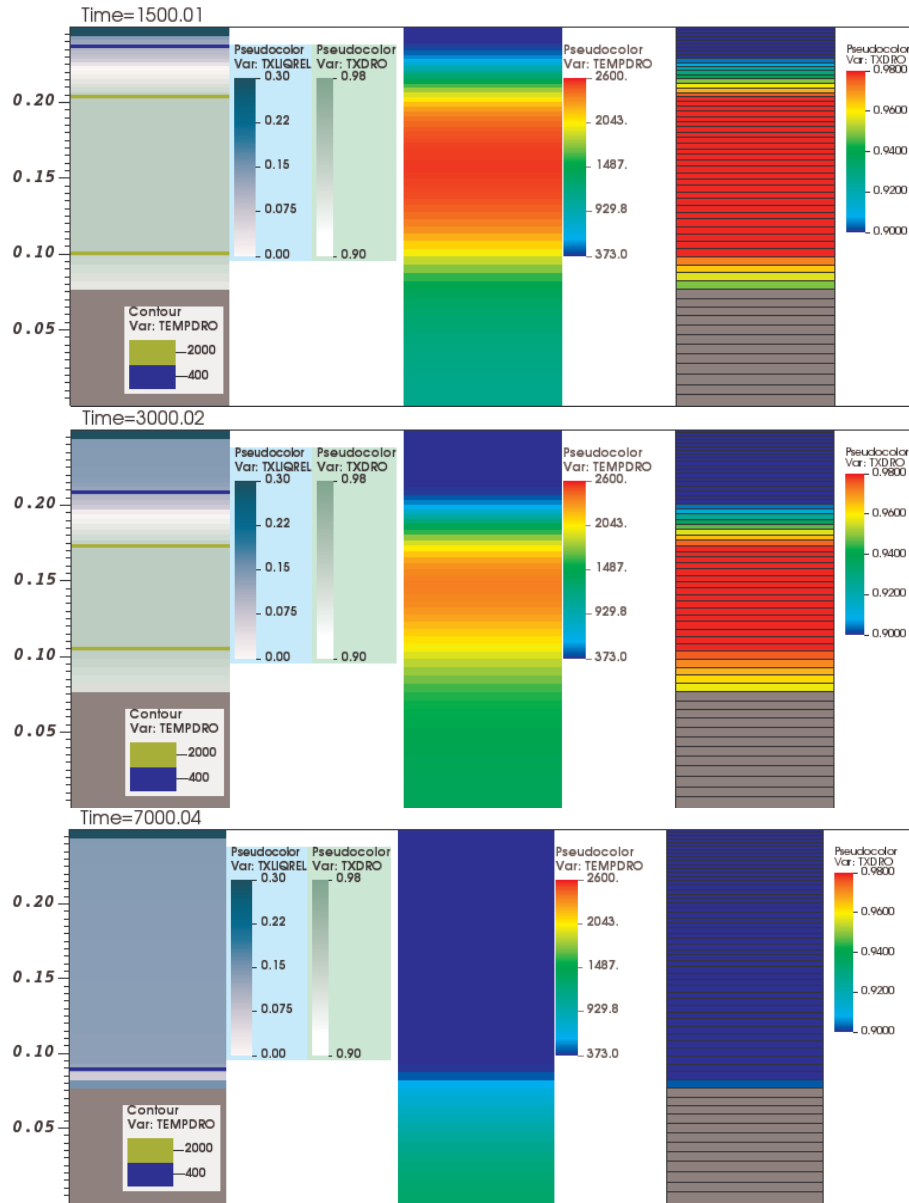 Time=1500.01
Pseudocolor
Var: TXLIQREL
0.30
0.22
0.15
0.075
0.00
Pseudocolor
Var: TXDRO
0.98
0.90
Pseudocolor
Var: TEMPDRO
2600.
2043.
1487.
929.8
373.0
Pseudocolor
Var: TXDRO
0.9800
0.9600
0.9400
0.9200
0.9000
0.20
0.15
0.10
0.05
Contour
Var: TEMPDRO
2000
400
Time=3000.02
Pseudocolor
Var: TXLIQREL
0.30
0.22
0.15
0.075
0.00
Pseudocolor
Var: TXDRO
0.98
0.90
Pseudocolor
Var: TEMPDRO
2600.
2043.
1487.
929.8
373.0
Pseudocolor
Var: TXDRO
0.9800
0.9600
0.9400
0.9200
0.9000
0.20
0.15
0.10
0.05
Contour
Var: TEMPDRO
2000
400
Time=7000.04
Pseudocolor
Var: TXLIQREL
0.30
0.22
0.15
0.075
0.00
Pseudocolor
Var: TXDRO
0.98
0.90
Pseudocolor
Var: TEMPDRO
2600.
2043.
1487.
929.8
373.0
Pseudocolor
Var: TXDRO
0.9800
0.9600
0.9400
0.9200
0.9000
0.20
0.15
0.10
0.05
Contour
Var: TEMPDRO
2000
400